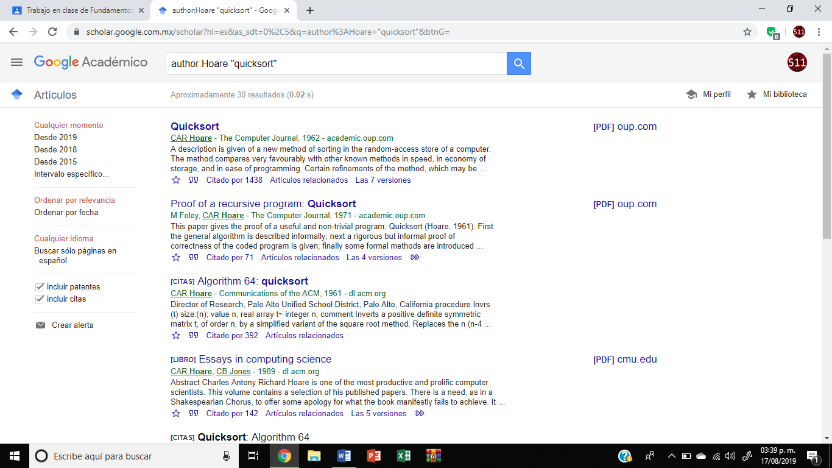 Trabajo en clase de Fundamento
author:Hoare "quicksort" - Goog
scholar.google.com.mx/scholar?hl=es&as_sdt=0%2C5&q=author%3AHoare+"quicksort"&btnG=
Google Académico
author:Hoare "quicksort"
S11
Artículos
Aproximadamente 30 resultados (0.02 s)
Mi perfil
Mi biblioteca
Cualquier momento
Desde 2019
Desde 2018
Desde 2015
Intervalo específico...
Ordenar por relevancia
Ordenar por fecha
Cualquier idioma
Buscar sólo páginas en
español
incluir patentes
incluir citas
Crear alerta
Quicksort
[PDF] oup.com
CAR Hoare - The Computer Journal, 1962 - academic.oup.com
A description is given of a new method of sorting in the random-access store of a computer.
The method compares very favourably with other known methods in speed, in economy of
storage, and in ease of programming. Certain refinements of the method, which may be ...
Citado por 1438 Artículos relacionados Las 7 versiones
Proof of a recursive program: Quicksort
[PDF] oup.com
M Foley, CAR Hoare - The Computer Journal, 1971 - academic.oup.com
This paper gives the proof of a useful and non-trivial program, Quicksort (Hoare, 1961). First
the general algorithm is described informally; next a rigorous but informal proof of
correctness of the coded program is given; finally some formal methods are introduced ...
Citado por 71 Artículos relacionados Las 4 versiones
[CITAS] Algorithm 64: quicksort
CAR Hoare - Communications of the ACM, 1961 - dl.acm.org
Director of Research, Palo Alto Unified School District, Palo Alto, California procedure Invrs
(t) size:(n); value n; real array t~ integer n; comment Inverts a positive definite symmetric
matrix t, of order n, by a simplified variant of the square root method. Replaces the n (n-4 ...
Citado por 392 Artículos relacionados
[LIBRO] Essays in computing science
[PDF] cmu.edu
CAR Hoare, CB Jones - 1989 - dl.acm.org
Abstract Charles Antony Richard Hoare is one of the most productive and prolific computer
scientists. This volume contains a selection of his published papers. There is a need, as in a
Shakespearian Chorus, to offer some apology for what the book manifestly fails to achieve. It ...
Citado por 142 Artículos relacionados Las 5 versiones
[CITAS] Quicksort: Algorithm 64
Escribe aquí para buscar
03:39 p. m.
17/08/2019